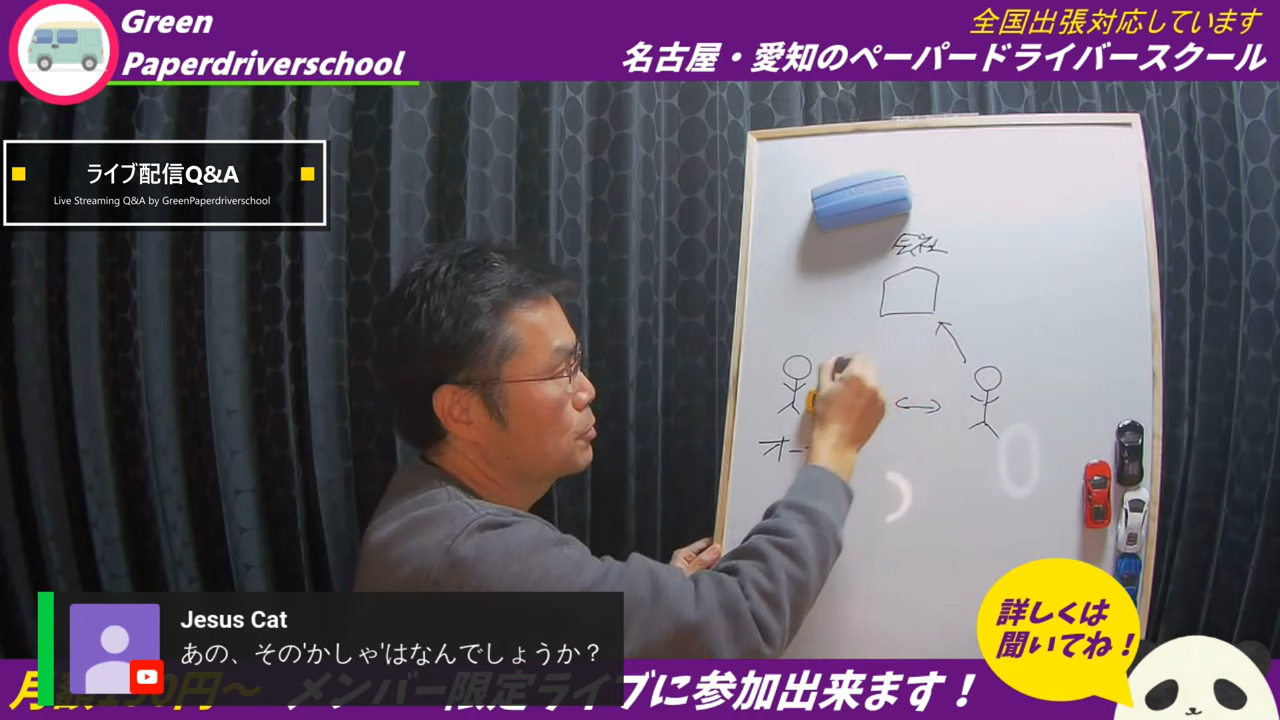 Green
Paperdriverschool
全国出張対応しています
名古屋・愛知のペーパードライバースクール
ライブ配信Q&A
Live Streaming Q&A by GreenPaperdriverschool
会社
オー
Jesus Cat
あの、その'かしゃ'はなんでしょうか？
詳しくは
聞いてね！
メンバー限定ライブに参加出来ます！